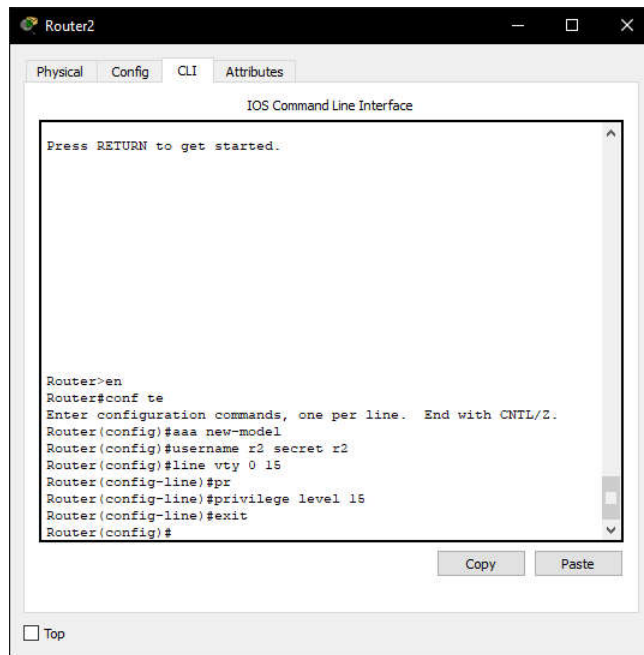 Router2
Physical Config CLI Attributes
IOS Command Line Interface
Press RETURN to get started.
Router>en
Router#conf te
Enter configuration commands, one per line.  End with CNTL/Z.
Router(config)#aaa new-model
Router(config)#username r2 secret r2
Router(config)#line vty 0 15
Router(config-line)#pr
Router(config-line)#privilege level 15
Router(config-line)#exit
Router(config)#
Copy Paste
Top